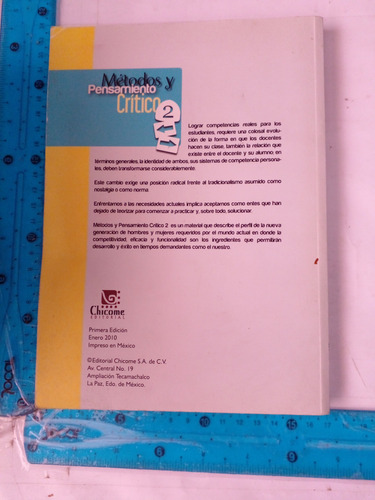 Métodos y
Pensamiento
Crítico
2
Lograr competencias reales para los
estudiantes, requiere una colosal evolu-
ción de la forma en que los docentes
hacen su clase, también la relación que
existe entre el docente y su alumno, en
términos generales, la identidad de ambos, sus sistemas de competencia persona-
les, deben transformarse considerablemente.
Este cambio exige una posición radical frente al tradicionalismo asumido como
nostalgia o como norma.
Enfrentarnos a las necesidades actuales implica aceptarnos como entes que han
dejado de teorizar para comenzar a practicar y, sobre todo, solucionar.
Métodos y Pensamiento Crítico 2 es un material que describe el perfil de la nueva
generación de hombres y mujeres requeridos por el mundo actual en donde la
competitividad, eficacia y funcionalidad son los ingredientes que permitirán
desarrollo y éxito en tiempos demandantes como el nuestro.
Chicome
EDITORIAL
Primera Edición
Enero 2010
Impreso en México
©Editorial Chicome S.A. de C.V.
Av. Central No. 19
Ampliación Tecamachalco
La Paz, Edo. de México.